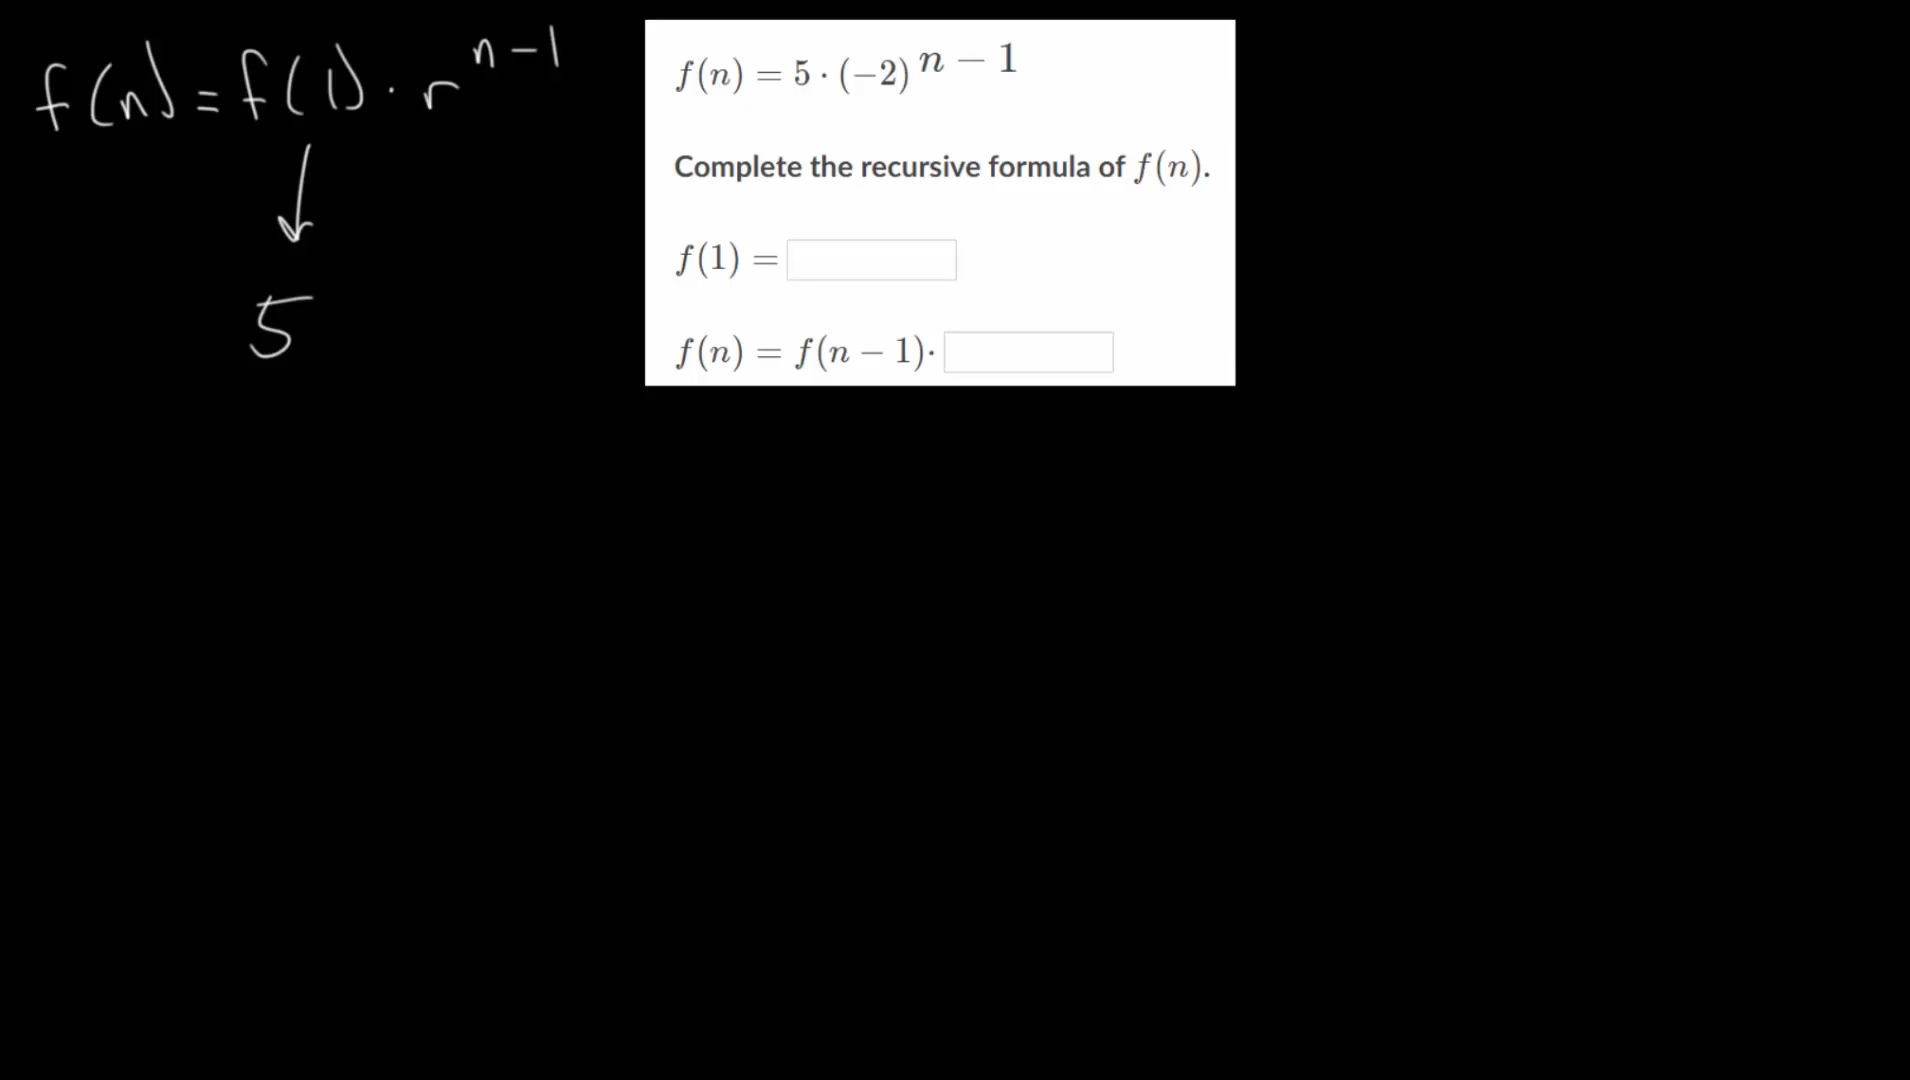 f(n) = f(1) · r^n-1
5
f(n) = 5 · (−2)^n − 1
Complete the recursive formula of f(n).
f(1) =
f(n) = f(n − 1)·